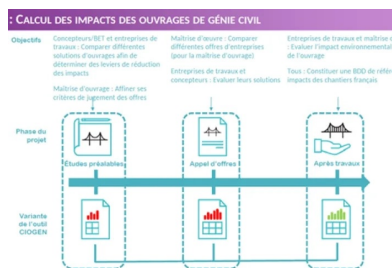 : CALCUL DES IMPACTS DES OUVRAGES DE GÉNIE CIVIL
Objectifs
Concepteurs/BET et entreprises de
travaux : Comparer différentes
solutions d'ouvrages afin de
déterminer des leviers de réduction
des impacts
Maîtrise d'ouvrage : Affiner ses
critères de jugement des offres
Maîtrise d'œuvre : Comparer
différentes offres d'entreprises
(pour la maîtrise d'ouvrage)
Entreprises de travaux et
concepteurs : Evaluer leurs solutions
Entreprises de travaux et maîtrise
: Evaluer l'impact environnemental
de l'ouvrage
Tous : Constituer une BDD de
impacts des chantiers français
Phase du
projet
Études préalables
Appel d'offres
Après travaux
Variante
de l'outil
CIOGEN